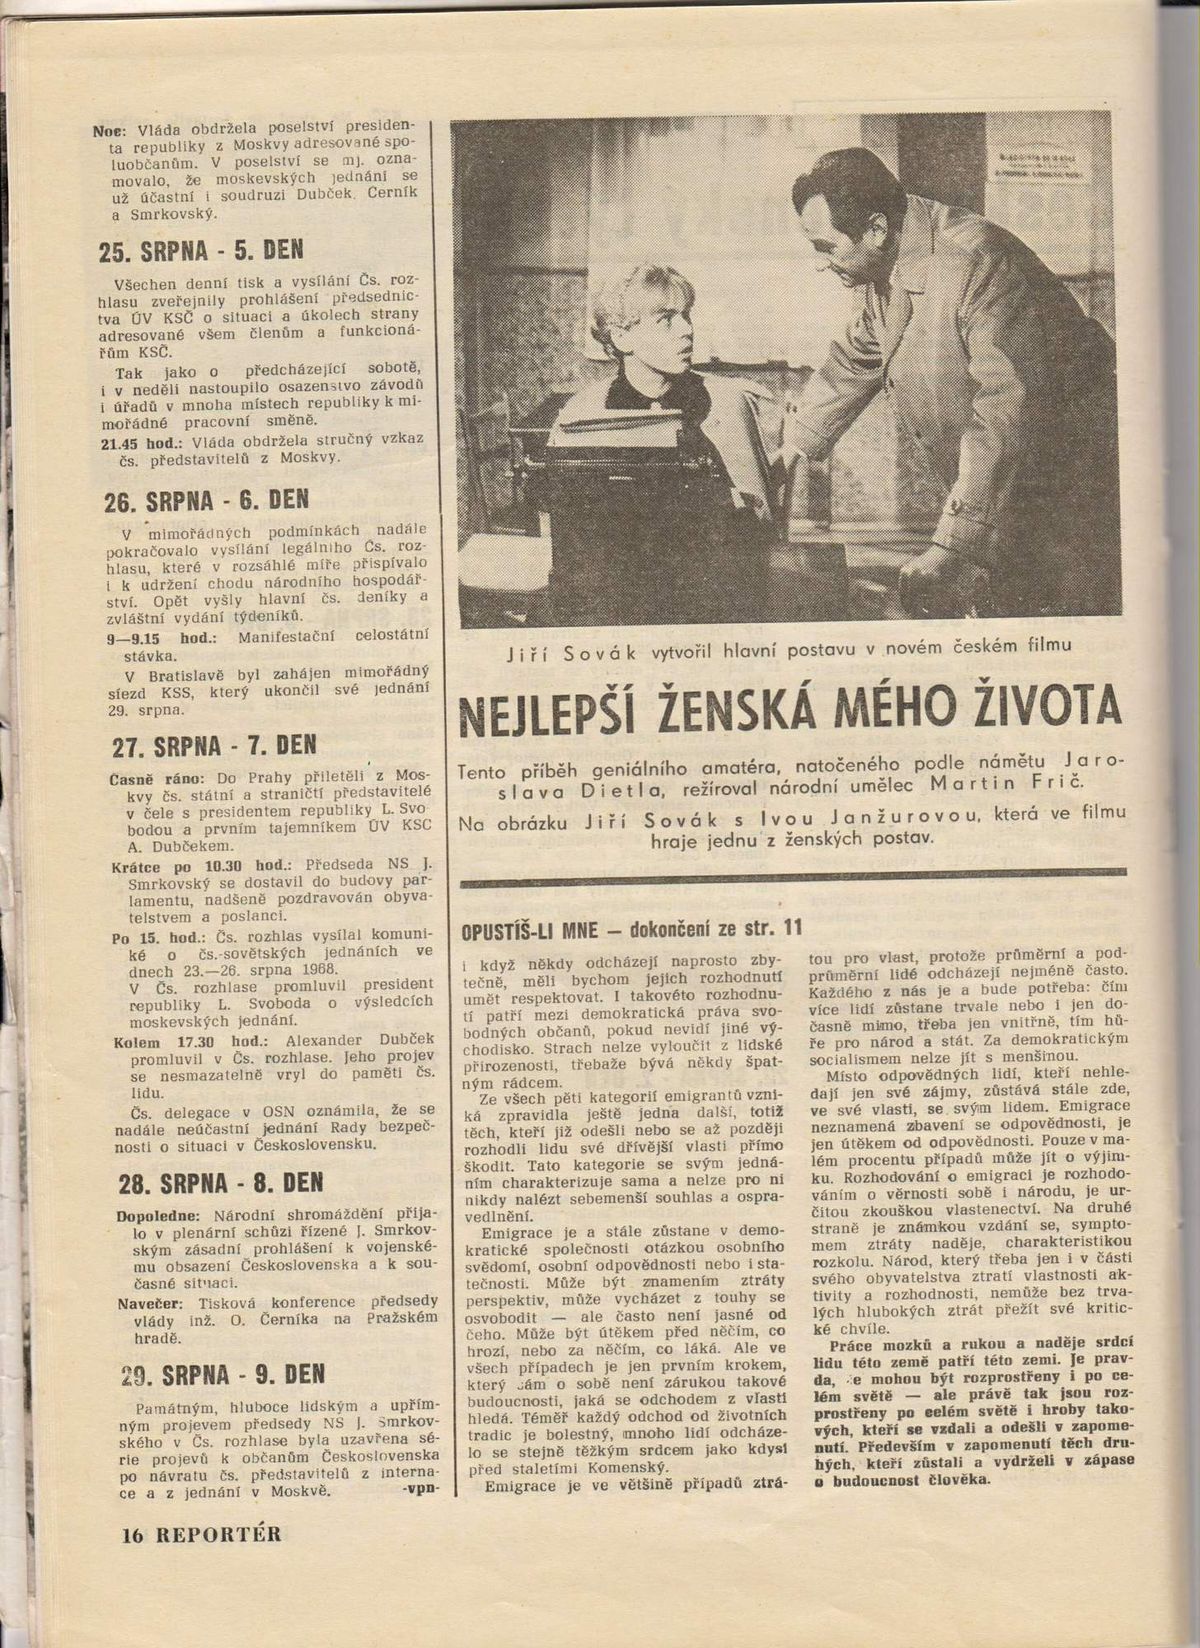 Noc: Vláda obdržela poselství presiden-
ta republiky z Moskvy adresované spo-
luobčanům. V poselství se mj. ozna-
movalo, že moskevských jednání se
už účastní i soudruzi Dubček, Černík
a Smrkovský.
25. SRPNA - 5. DEN
Všechen denní tisk a vysílání Čs. roz-
hlasu zveřejnily prohlášení předsednic-
tva ÚV KSČ o situaci a úkolech strany
adresované všem členům a funkcioná-
řům KSČ.
Tak jako o předcházející sobotě,
i v neděli nastoupilo osazenstvo závodů
i úřadů v mnoha místech republiky k mi-
mořádné pracovní směně.
21.45 hod.: Vláda obdržela stručný vzkaz
čs. představitelů z Moskvy.
26. SRPNA - 6. DEN
V mimořádných podmínkách nadále
pokračovalo vysílání legálního Čs. roz-
hlasu, které v rozsáhlé míře přispívalo
i k udržení chodu národního hospodář-
ství. Opět vyšly hlavní čs. deníky a
zvláštní vydání týdeníků.
9—9.15 hod.: Manifestační celostátní
stávka.
V Bratislavě byl zahájen mimořádný
sjezd KSS, který ukončil své jednání
29. srpna.
27. SRPNA - 7. DEN
Časně ráno: Do Prahy přiletěli z Mos-
kvy čs. státní a straničtí představitelé
v čele s presidentem republiky L. Svo
bodou a prvním tajemníkem ÚV KSČ
A. Dubčekem.
Krátce po 10.30 hod.: Předseda NS J.
Smrkovský se dostavil do budovy par-
lamentu, nadšeně pozdravován obyva-
telstvem a poslanci.
Po 15. hod.: Čs. rozhlas vysílal komuni-
ké o čs.-sovětských jednáních ve
dnech 23.—26. srpna 1968.
V Čs. rozhlase promluvil president
republiky L. Svoboda o výsledcích
moskevských jednání.
Kolem 17.30 hod.: Alexander Dubček
promluvil v Čs. rozhlase. Jeho projev
se nesmazatelně vryl do paměti čs.
lidu.
Čs. delegace v OSN oznámila, že se
nadále neúčastní jednání Rady bezpeč-
nosti o situaci v Československu.
28. SRPNA - 8. DEN
Dopoledne: Národní shromáždění přija-
lo v plenární schůzi řízené J. Smrkov-
ským zásadní prohlášení k vojenské-
mu obsazení Československa a k sou-
časné situaci.
Navečer: Tisková konference předsedy
vlády inž. O. Černíka na Pražském
hradě.
29. SRPNA - 9. DEN
Památným, hluboce lidským a upřím-
ným projevem předsedy NS J. Smrkov-
ského v Čs. rozhlase byla uzavřena sé-
rie projevů k občanům Československa
po návratu čs. představitelů z interna-
ce a z jednání v Moskvě. -vpn-
16 REPORTÉR
Jiří Sovák vytvořil hlavní postavu v novém českém filmu
NEJLEPŠÍ ŽENSKÁ MÉHO ŽIVOTA
Tento příběh geniálního amatéra, natočeného podle námětu Jaro-
slava Dietla, režíroval národní umělec Martin Frič.
Na obrázku Jiří Sovák s Ivou Janžurovou, která ve filmu
hraje jednu z ženských postav.
OPUSTÍŠ-LI MNE — dokončení ze str. 11
i když někdy odcházejí naprosto zby-
tečně, měli bychom jejich rozhodnutí
umět respektovat. I takovéto rozhodnu-
tí patří mezi demokratická práva svo-
bodných občanů, pokud nevidí jiné vý-
chodisko. Strach nelze vyloučit z lidské
přirozenosti, třebaže bývá někdy špat-
ným rádcem.
Ze všech pěti kategorií emigrantů vzni-
ká zpravidla ještě jedna další, totiž
těch, kteří již odešli nebo se až později
rozhodli lidu své dřívější vlasti přímo
škodit. Tato kategorie se svým jedná-
ním charakterizuje sama a nelze pro ni
nikdy nalézt sebemenší souhlas a ospra-
vedlnění.
Emigrace je a stále zůstane v demo-
kratické společnosti otázkou osobního
svědomí, osobní odpovědnosti nebo i sta-
tečnosti. Může být znamením ztráty
perspektiv, může vycházet z touhy se
osvobodit — ale často není jasné od
čeho. Může být útěkem před něčím, co
hrozí, nebo za něčím, co láká. Ale ve
všech případech je jen prvním krokem,
který sám o sobě není zárukou takové
budoucnosti, jaká se odchodem z vlasti
hledá. Téměř každý odchod od životních
tradic je bolestný, mnoho lidí odcháze-
lo se stejně těžkým srdcem jako kdysi
před staletími Komenský.
Emigrace je ve většině případů ztrá-
tou pro vlast, protože průměrní a pod-
průměrní lidé odcházejí nejméně často.
Každého z nás je a bude potřeba: čím
více lidí zůstane trvale nebo i jen do-
časně mimo, třeba jen vnitřně, tím hů-
ře pro národ a stát. Za demokratickým
socialismem nelze jít s menšinou.
Místo odpovědných lidí, kteří nehle-
dají jen své zájmy, zůstává stále zde,
ve své vlasti, se svým lidem. Emigrace
neznamená zbavení se odpovědnosti, je
jen útěkem od odpovědnosti. Pouze v ma-
lém procentu případů může jít o výjim-
ku. Rozhodování o emigraci je rozhodo-
váním o věrnosti sobě i národu, je ur-
čitou zkouškou vlastenectví. Na druhé
straně je známkou vzdání se, sympto-
mem ztráty naděje, charakteristikou
rozkolu. Národ, který třeba jen i v části
svého obyvatelstva ztratí vlastnosti ak-
tivity a rozhodnosti, nemůže bez trva-
lých hlubokých ztrát přežít své kritic-
ké chvíle.
Práce mozků a rukou a naděje srdcí
lidu této země patří této zemi. Je prav-
da, že mohou být rozprostřeny i po ce-
lém světě — ale právě tak jsou roz-
prostřeny po celém světě i hroby tako-
vých, kteří se vzdali a odešli v zapome-
nutí. Především v zapomenutí těch dru-
hých, kteří zůstali a vydrželi v zápase
o budoucnost člověka.